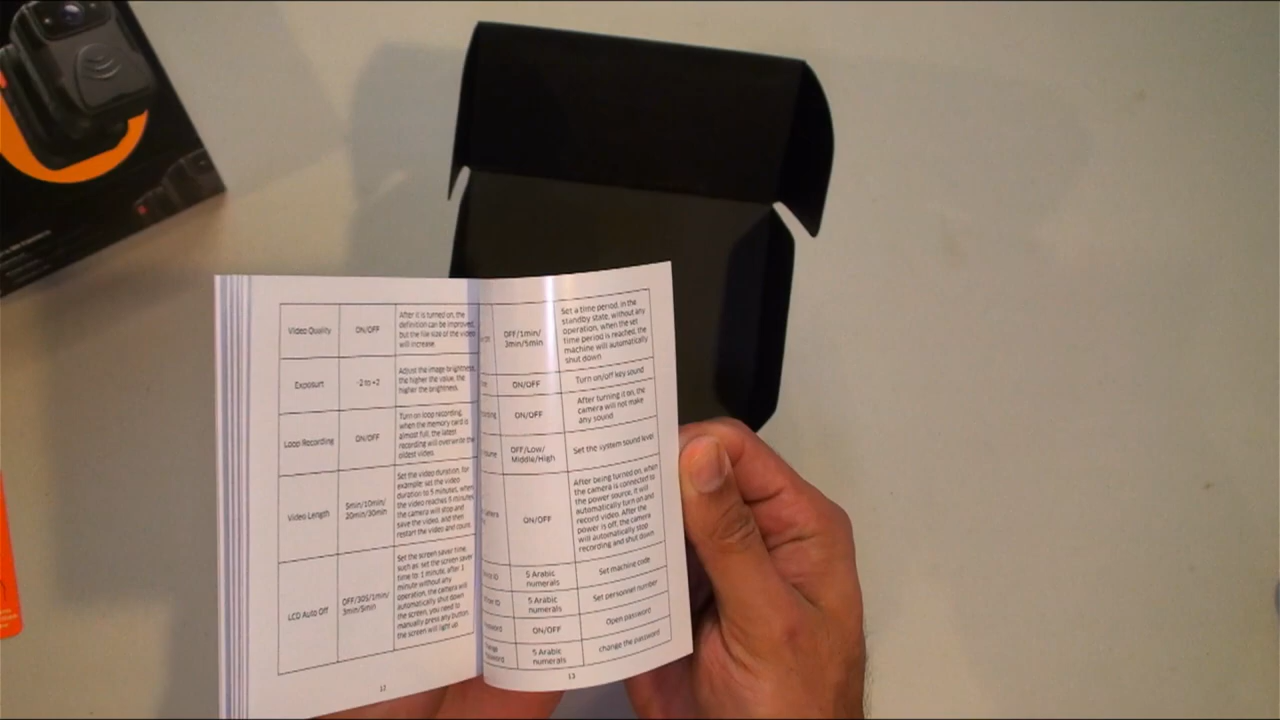 Video Quality
ON/OFF
After it is turned on, the
definition can be improved,
but the file size of the video
will increase
Exposurt
-2 to +2
Adjust the image brightness,
the higher the value, the
higher the brightness.
Loop Recording
ON/OFF
Turn on loop recording,
when the memory card is
almost full, the latest
recording will overwrite the
oldest video
Video Length
5min/10min/
20min/30min
Set the video duration, for
example: set the video
duration to 5 minutes, when
the video reaches 5 minutes
the camera will stop and
save the video, and then
restart the video and count
LCD Auto Off
OFF/30S/1min/
3min/5min
Set the screen saver time,
such as: set the screen saver
time to 1 minute, after 1
minute without any
operation, the camera will
automatically shut down
the screen, you need to
manually press any button,
the screen will light up
12
OFF/1min/
3min/5min
Set a time period, in the
standby state, without any
operation, when the set
time period is reached, the
machine will automatically
shut down
ON/OFF
Turn on/off key sound
ON/OFF
After turning it on, the
camera will not make
any sound
OFF/Low/
Middle/High
Set the system sound level
ON/OFF
After being turned on, when
the camera is connected to
the power source, it will
automatically turn on and
record video. After the
power is off, the camera
will automatically stop
recording and shut down
ID
5 Arabic
numerals
Set machine code
ID
5 Arabic
numerals
Set personnel number
ON/OFF
Open password
5 Arabic
numerals
change the password
13